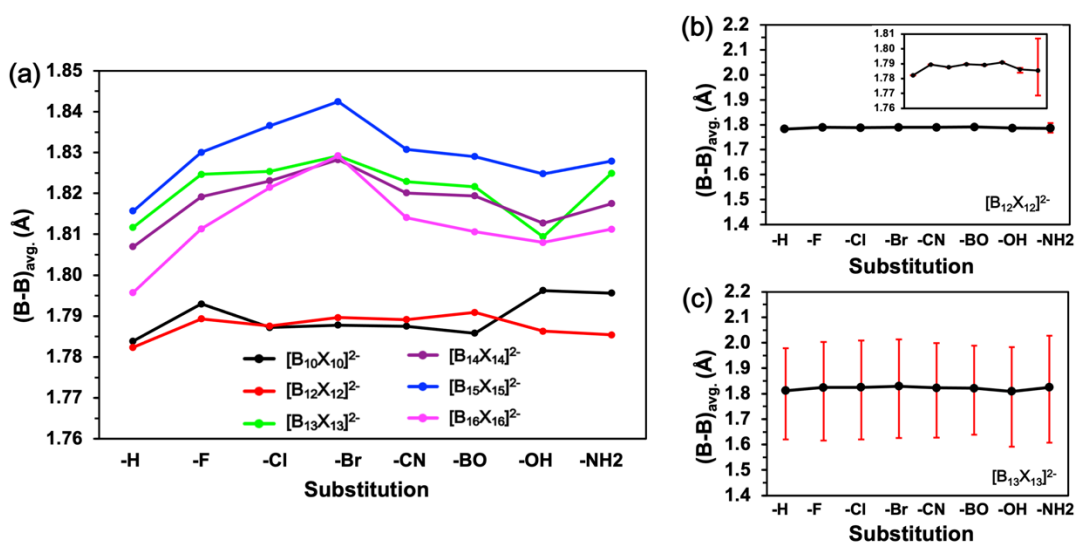 (a)
(B-B)avg. (Å)
1.85
1.84
1.83
1.82
1.81
1.80
1.79
1.78
1.77
1.76
[B10X10]2-
[B12X12]2-
[B13X13]2-
[B14X14]2-
[B15X15]2-
[B16X16]2-
-H -F -Cl -Br -CN -BO -OH -NH2
Substitution
(b)
(B-B)avg. (Å)
2.2
2.1
2.0
1.9
1.8
1.7
1.6
1.5
1.4
1.81
1.80
1.79
1.78
1.77
1.76
[B12X12]2-
-H -F -Cl -Br -CN -BO -OH -NH2
Substitution
(c)
(B-B)avg. (Å)
2.2
2.1
2.0
1.9
1.8
1.7
1.6
1.5
1.4
[B13X13]2-
-H -F -Cl -Br -CN -BO -OH -NH2
Substitution